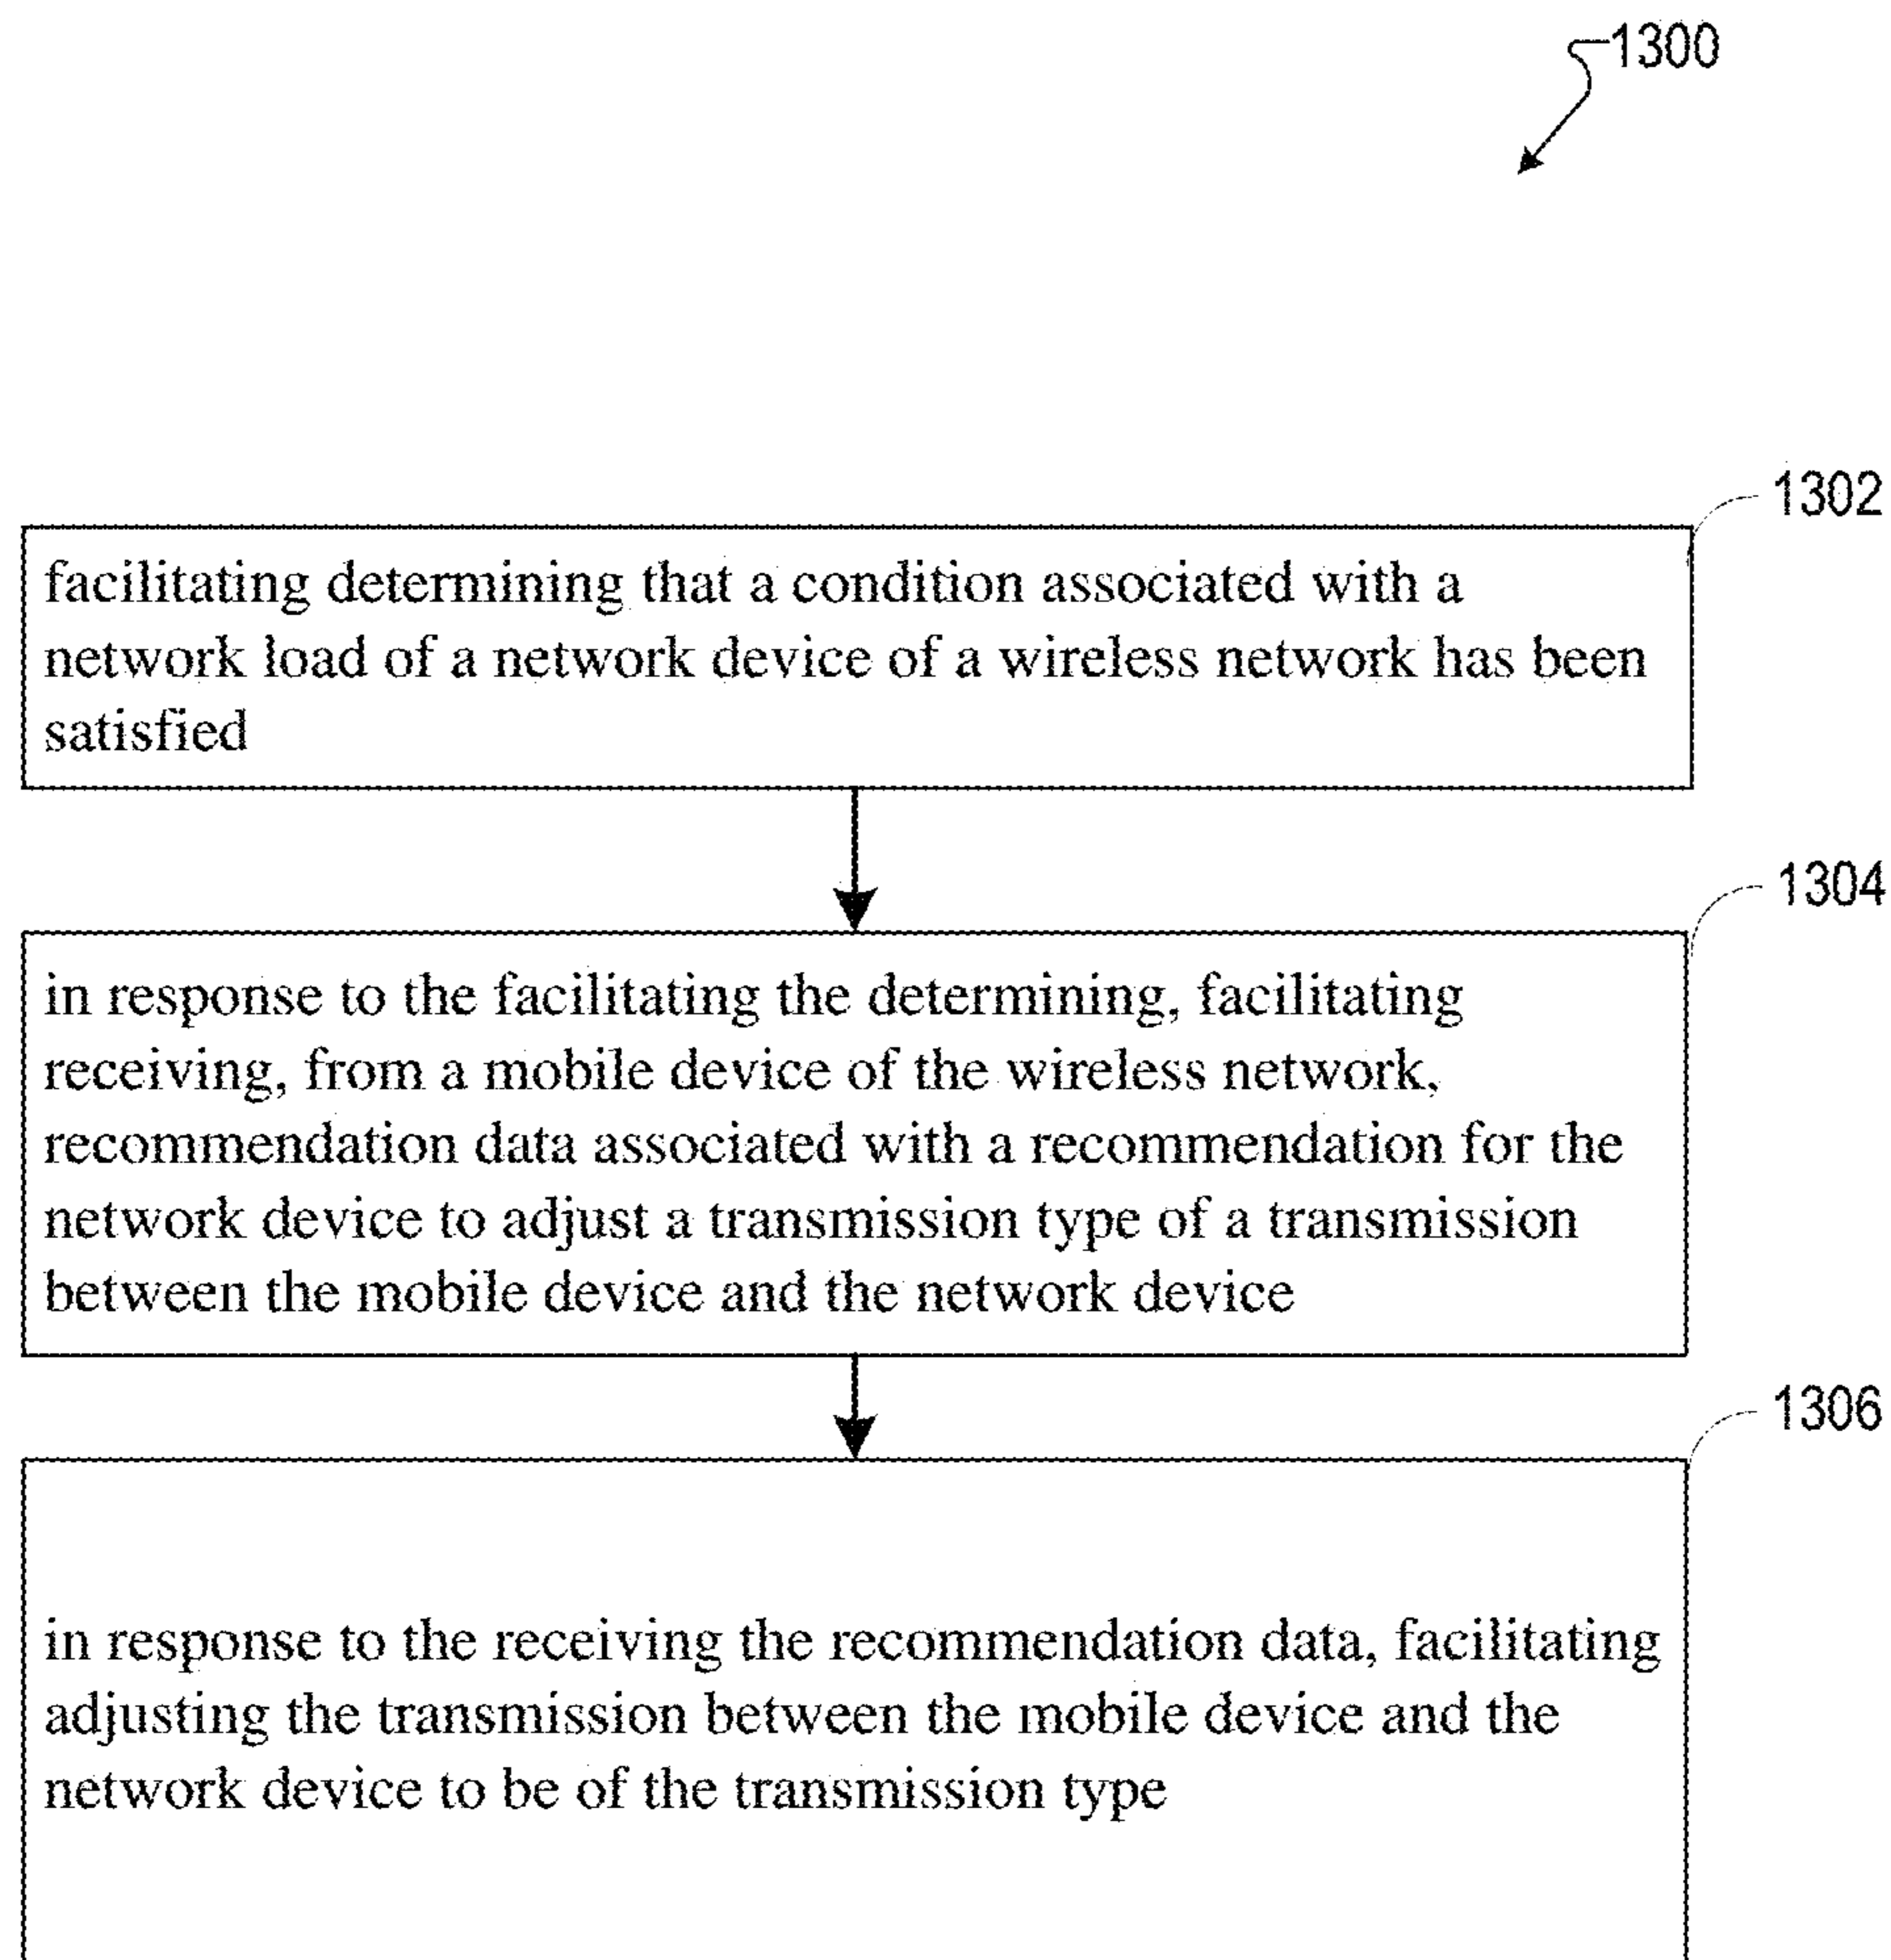 1300
1302
facilitating determining that a condition associated with a
network load of a network device of a wireless network has been
satisfied
1304
in response to the facilitating the determining, facilitating
receiving, from a mobile device of the wireless network,
recommendation data associated with a recommendation for the
network device to adjust a transmission type of a transmission
between the mobile device and the network device
1306
in response to the receiving the recommendation data, facilitating
adjusting the transmission between the mobile device and the
network device to be of the transmission type